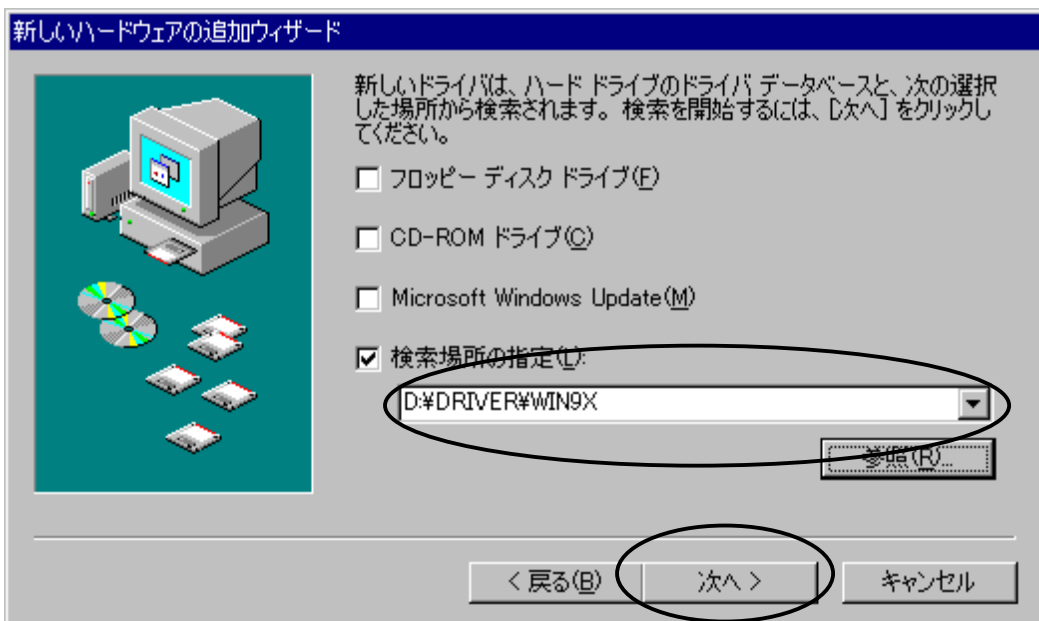 新しいハードウェアの追加ウィザード
新しいドライバは、ハード ドライブのドライバ データベースと、次の選択
した場所から検索されます。検索を開始するには、[次へ] をクリックし
てください。
フロッピー ディスク ドライブ(F)
CD-ROM ドライブ(C)
Microsoft Windows Update(M)
検索場所の指定(L):
D:¥DRIVER¥WIN9X
参照(R)...
< 戻る(B)
次へ >
キャンセル